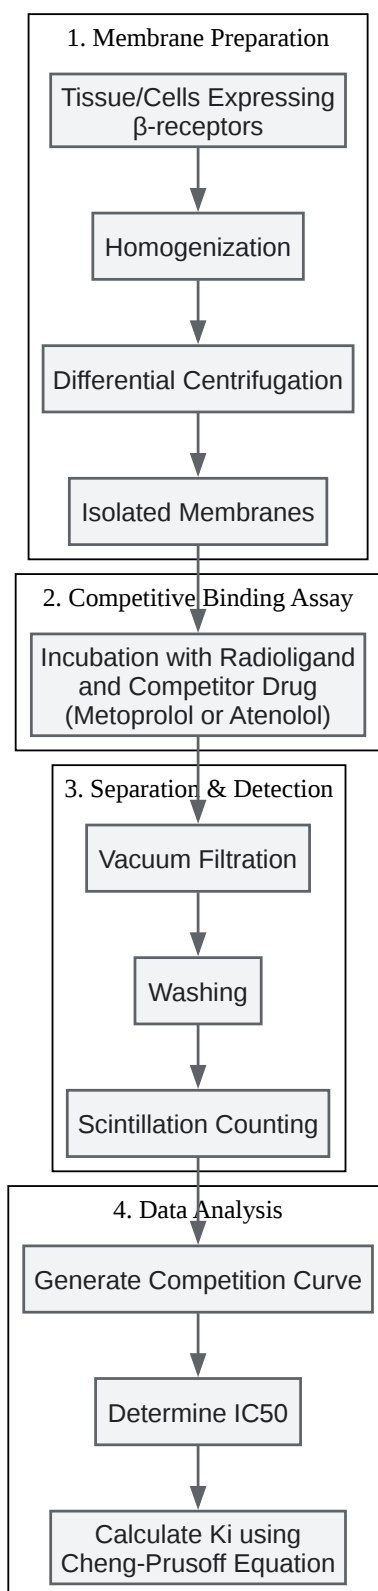 1. Membrane Preparation
Tissue/Cells Expressing
β-receptors
Homogenization
Differential Centrifugation
Isolated Membranes
2. Competitive Binding Assay
Incubation with Radioligand
and Competitor Drug
(Metoprolol or Atenolol)
3. Separation & Detection
Vacuum Filtration
Washing
Scintillation Counting
4. Data Analysis
Generate Competition Curve
Determine IC50
Calculate Ki using
Cheng-Prusoff Equation